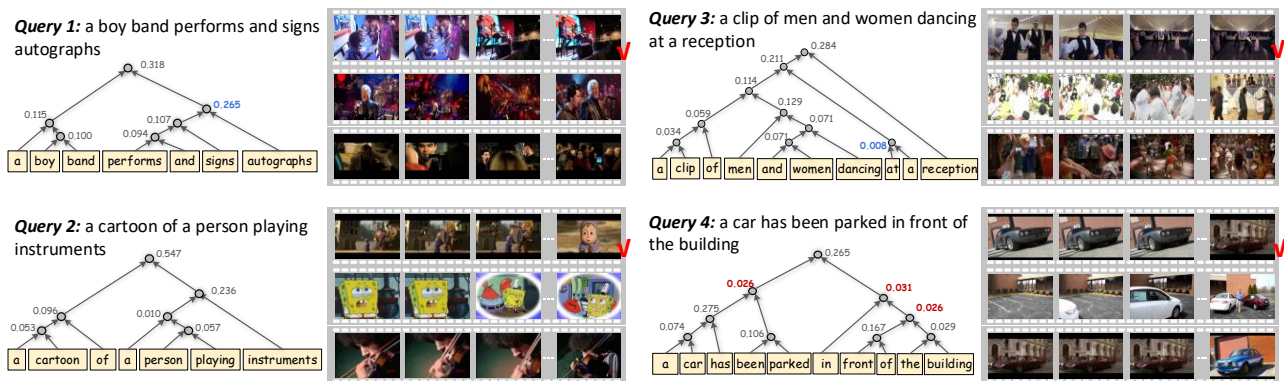 Query 1: a boy band performs and signs
autographs
0.318
0.265
0.115
0.107
0.100
0.094
a boy band performs and signs autographs
√
Query 2: a cartoon of a person playing
instruments
0.547
0.236
0.096
0.010
0.053
0.057
a cartoon of a person playing instruments
√
Query 3: a clip of men and women dancing
at a reception
0.284
0.211
0.114
0.129
0.059
0.071
0.034
0.071
0.008
a clip of men and women dancing at a reception
√
Query 4: a car has been parked in front of
the building
0.265
0.026
0.031
0.275
0.026
0.074
0.106
0.167
0.029
a car has been parked in front of the building
√